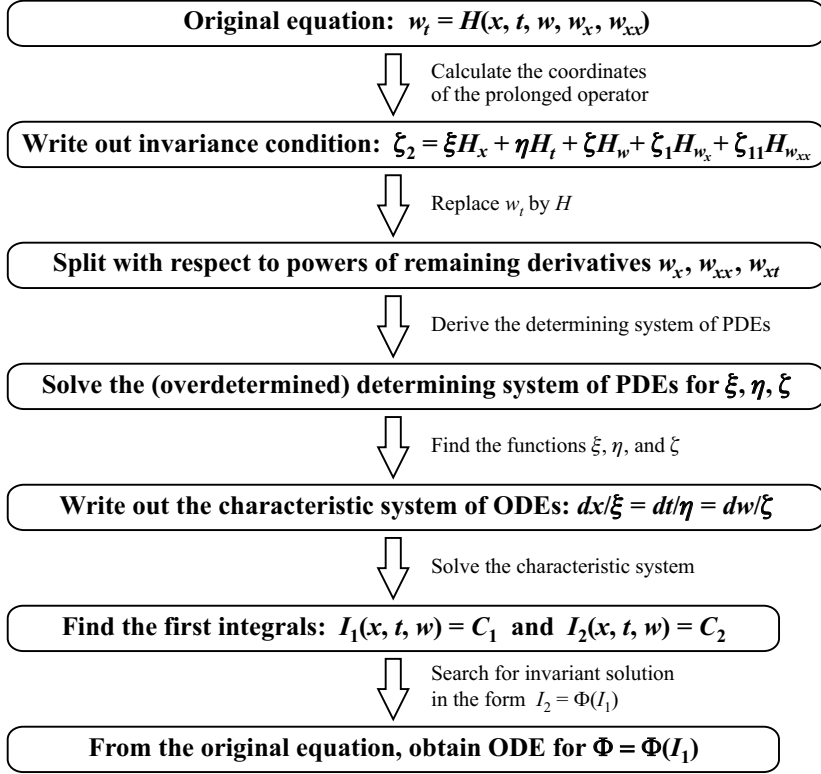 Original equation: w_t = H(x, t, w, w_x, w_xx)
Calculate the coordinates
of the prolonged operator
Write out invariance condition: ζ_2 = ξH_x + ηH_t + ζH_w + ζ_1H_{w_x} + ζ_11H_{w_xx}
Replace w_t by H
Split with respect to powers of remaining derivatives w_x, w_xx, w_xt
Derive the determining system of PDEs
Solve the (overdetermined) determining system of PDEs for ξ, η, ζ
Find the functions ξ, η, and ζ
Write out the characteristic system of ODEs: dx/ξ = dt/η = dw/ζ
Solve the characteristic system
Find the first integrals: I_1(x, t, w) = C_1 and I_2(x, t, w) = C_2
Search for invariant solution
in the form I_2 = Φ(I_1)
From the original equation, obtain ODE for Φ = Φ(I_1)